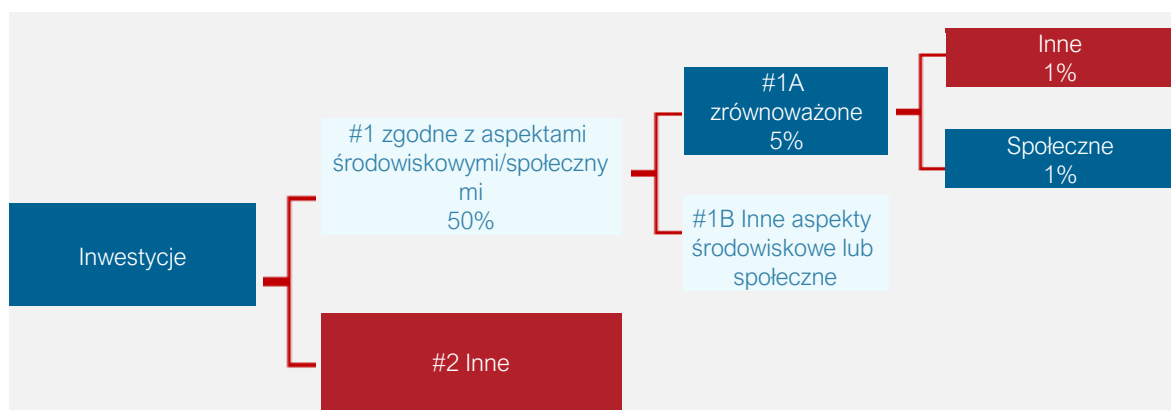 Inwestycje
#1 zgodne z aspektami
środowiskowymi/społeczny
mi
50%
#2 Inne
#1A
zrównoważone
5%
#1B Inne aspekty
środowiskowe lub
społeczne
Inne
1%
Społeczne
1%